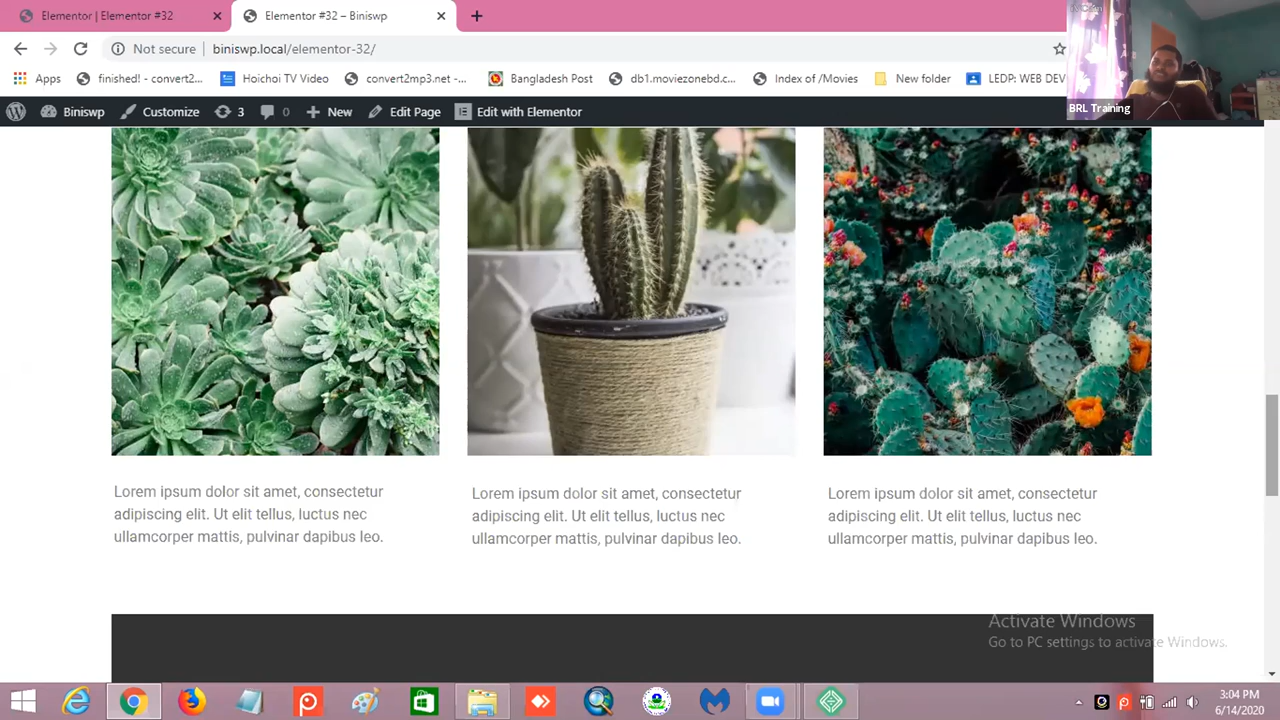 Elementor | Elementor #32
Elementor #32 – Biniswp
Not secure
biniswp.local/elementor-32/
Apps
finished! - convert2...
Hoichoi TV Video
convert2mp3.net -...
Bangladesh Post
db1.moviezonebd.c...
Index of /Movies
New folder
LEDP: WEB DEV
BRL Training
Biniswp
Customize
3
0
New
Edit Page
Edit with Elementor
Lorem ipsum dolor sit amet, consectetur
adipiscing elit. Ut elit tellus, luctus nec
ullamcorper mattis, pulvinar dapibus leo.
Lorem ipsum dolor sit amet, consectetur
adipiscing elit. Ut elit tellus, luctus nec
ullamcorper mattis, pulvinar dapibus leo.
Lorem ipsum dolor sit amet, consectetur
adipiscing elit. Ut elit tellus, luctus nec
ullamcorper mattis, pulvinar dapibus leo.
Activate Windows
Go to PC settings to activate Windows.
3:04 PM
6/14/2020